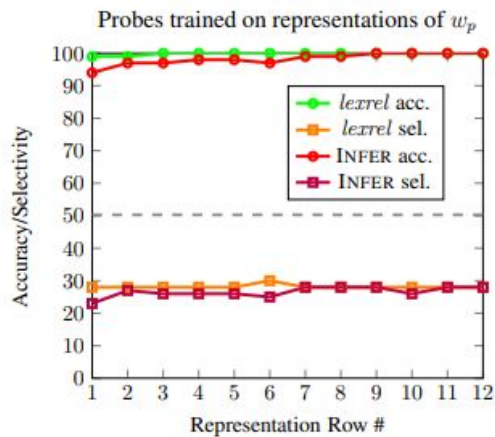 Probes trained on representations of w_p
100
90
80
70
60
50
40
30
20
10
0
Accuracy/Selectivity
lexrel acc.
lexrel sel.
INFER acc.
INFER sel.
1 2 3 4 5 6 7 8 9 10 11 12
Representation Row #